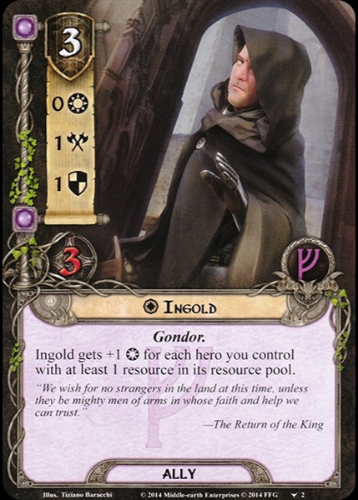 3
0
1
1
3
Ingold
Gondor.
Ingold gets +1 for each hero you control
with at least 1 resource in its resource pool.
“We wish for no strangers in the land at this time, unless
they be mighty men of arms in whose faith and help we
can trust.”
—The Return of the King
ALLY
Illus. Tiziano Baracchi © 2014 Middle-earth Enterprises © 2014 FFG 2